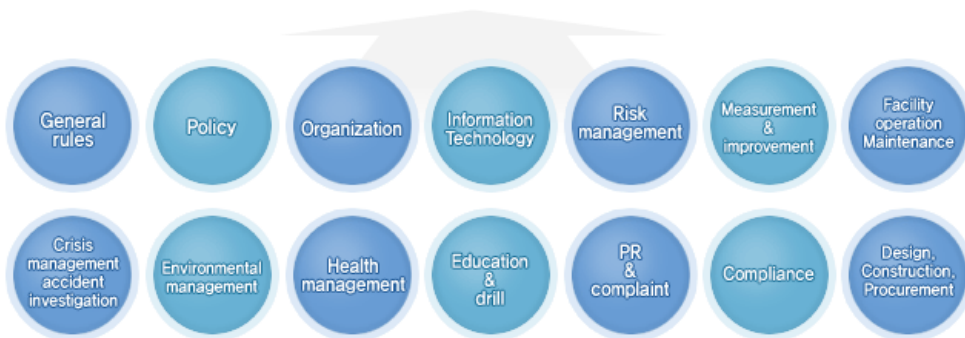 General
rules
Policy
Organization
Information
Technology
Risk
management
Measurement
&
improvement
Facility
operation
Maintenance
Crisis
management
accident
investigation
Environmental
management
Health
management
Education
&
drill
PR
&
complaint
Compliance
Design,
Construction,
Procurement